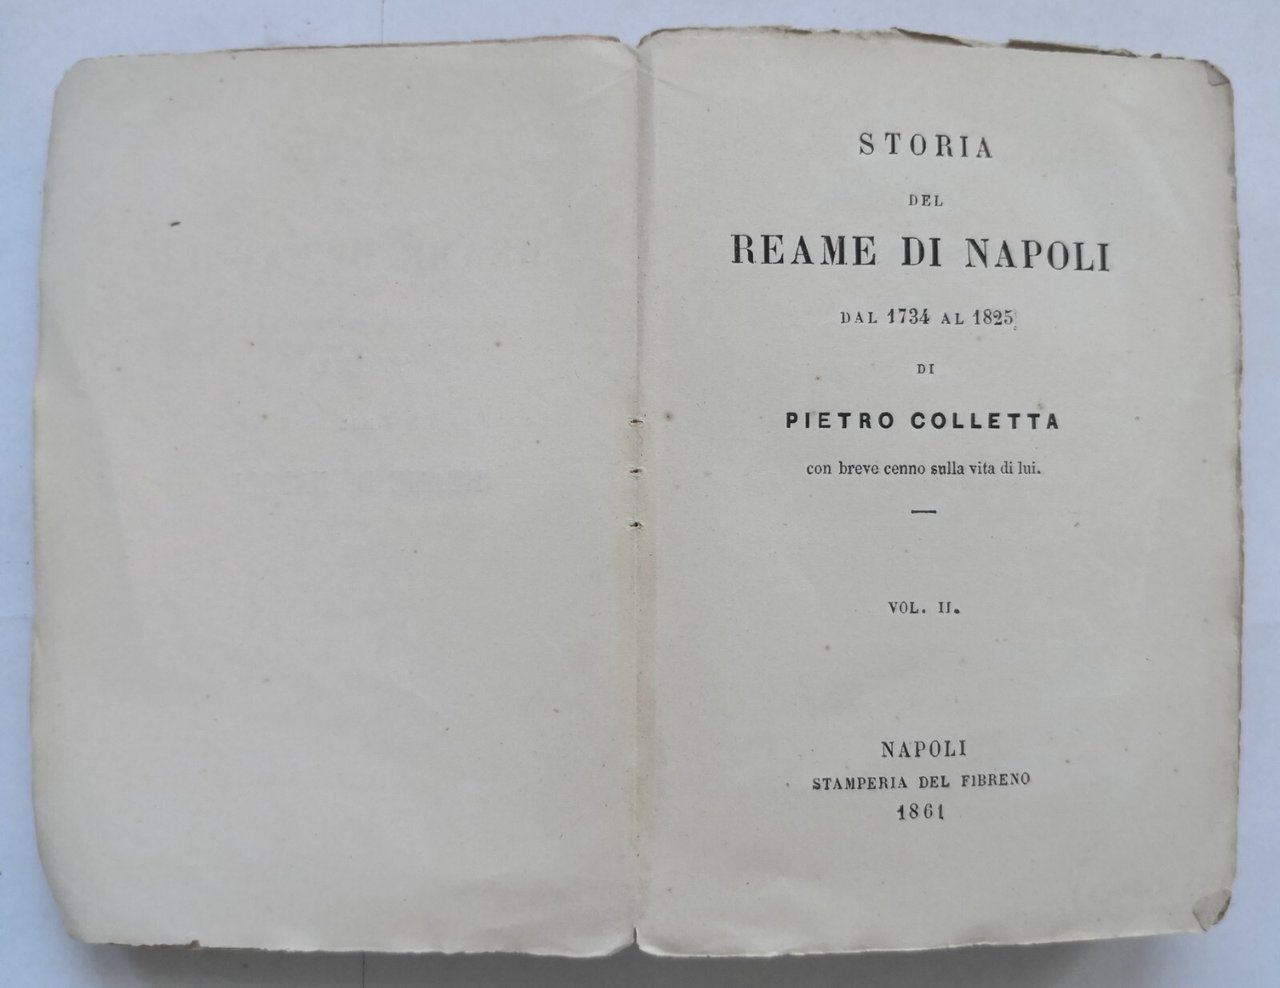 STORIA
DEL
REAME DI NAPOLI
DAL 1734 AL 1825
DI
PIETRO COLLETTA
con breve cenno sulla vita di lui.
VOL. II.
NAPOLI
STAMPERIA DEL FIBRENO
1861